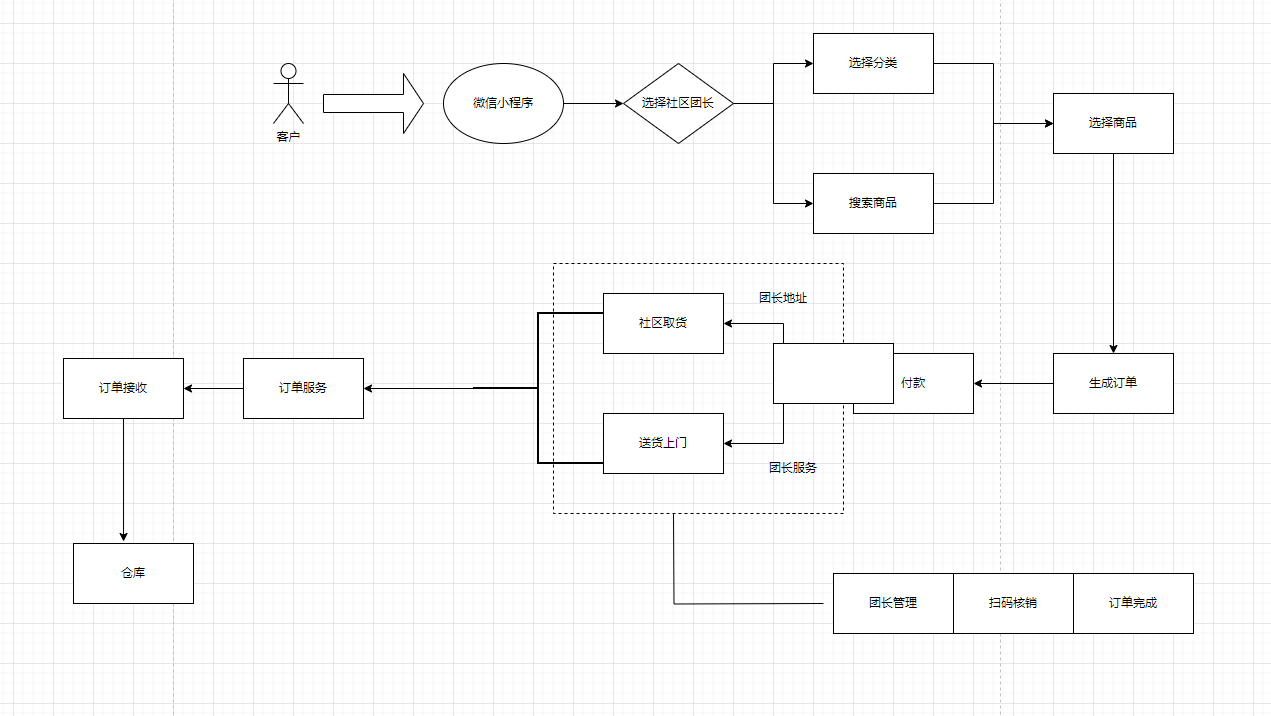 客户
微信小程序
选择社区团长
选择分类
搜索商品
选择商品
生成订单
付款
团长地址
社区取货
送货上门
团长服务
订单服务
订单接收
仓库
团长管理
扫码核销
订单完成